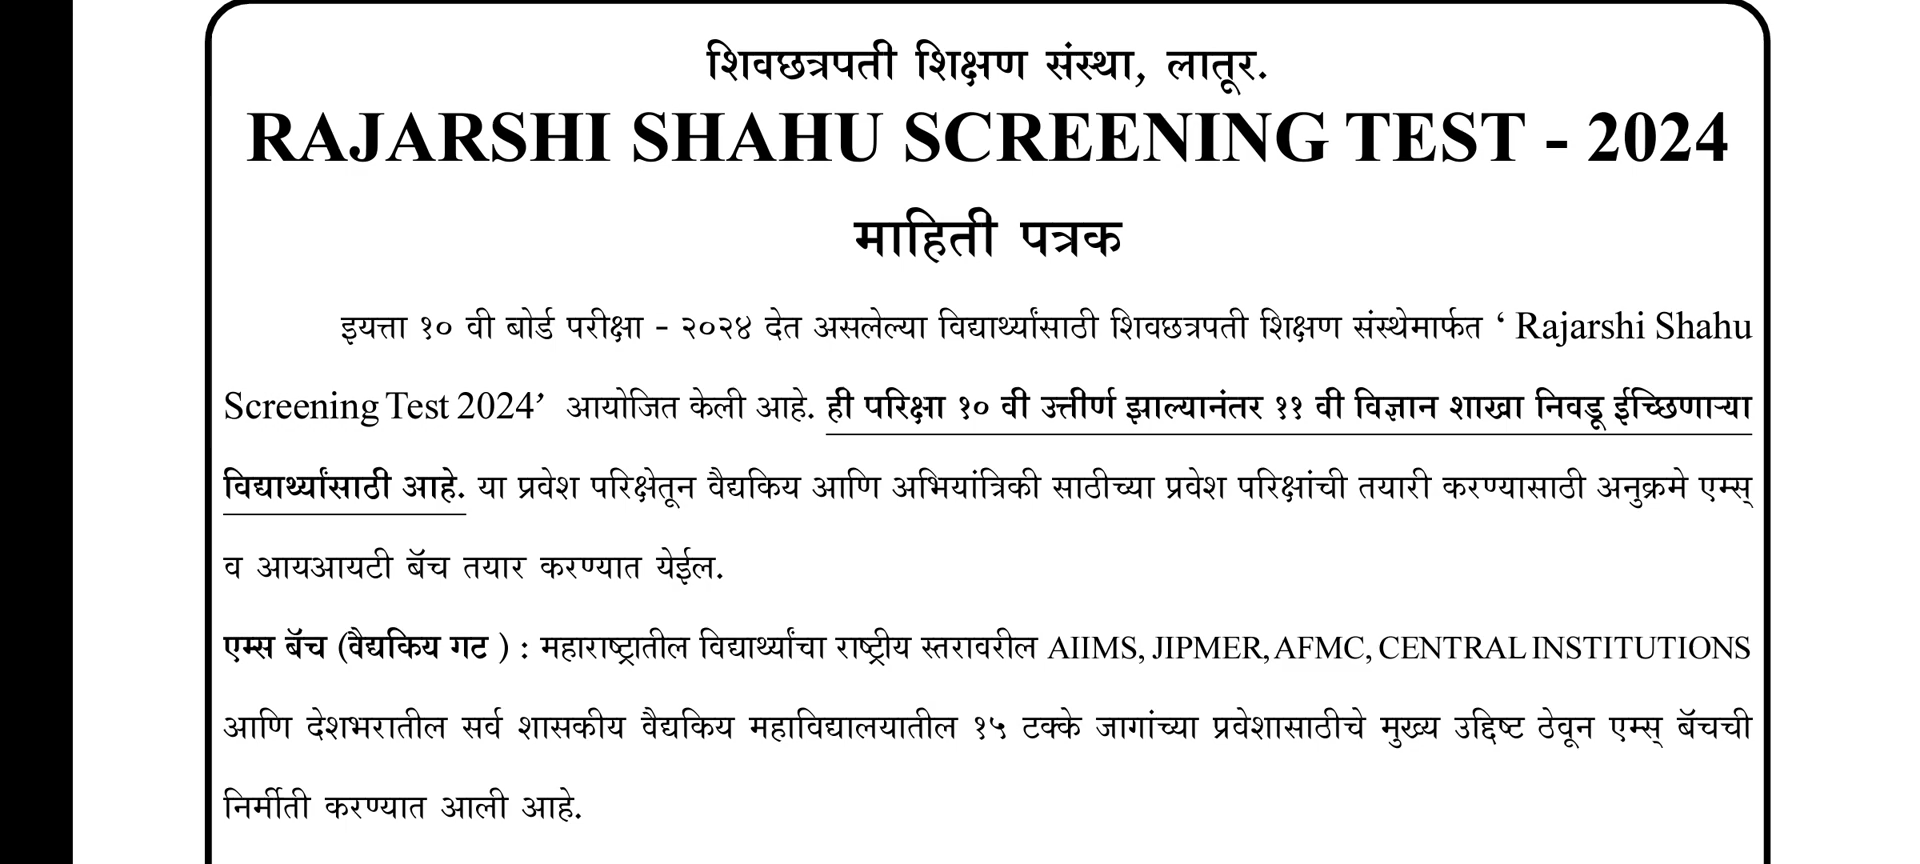 शिवछत्रपती शिक्षण संस्था, लातूर.
RAJARSHI SHAHU SCREENING TEST - 2024
माहिती पत्रक
इयत्ता १० वी बोर्ड परीक्षा - २०२४ देत असलेल्या विद्यार्थ्यांसाठी शिवछत्रपती शिक्षण संस्थेमार्फत ‘ Rajarshi Shahu
Screening Test 2024’ आयोजित केली आहे. ही परिक्षा १० वी उत्तीर्ण झाल्यानंतर ११ वी विज्ञान शाखा निवडू ईच्छिणाऱ्या
विद्यार्थ्यांसाठी आहे. या प्रवेश परिक्षेतून वैद्यकिय आणि अभियांत्रिकी साठीच्या प्रवेश परिक्षांची तयारी करण्यासाठी अनुक्रमे एम्स्
व आयआयटी बॅच तयार करण्यात येईल.
एम्स बॅच (वैद्यकिय गट ) : महाराष्ट्रातील विद्यार्थ्यांचा राष्ट्रीय स्तरावरील AIIMS, JIPMER, AFMC, CENTRAL INSTITUTIONS
आणि देशभरातील सर्व शासकीय वैद्यकिय महाविद्यालयातील १५ टक्के जागांच्या प्रवेशासाठीचे मुख्य उद्दिष्ट ठेवून एम्स् बॅचची
निर्मीती करण्यात आली आहे.